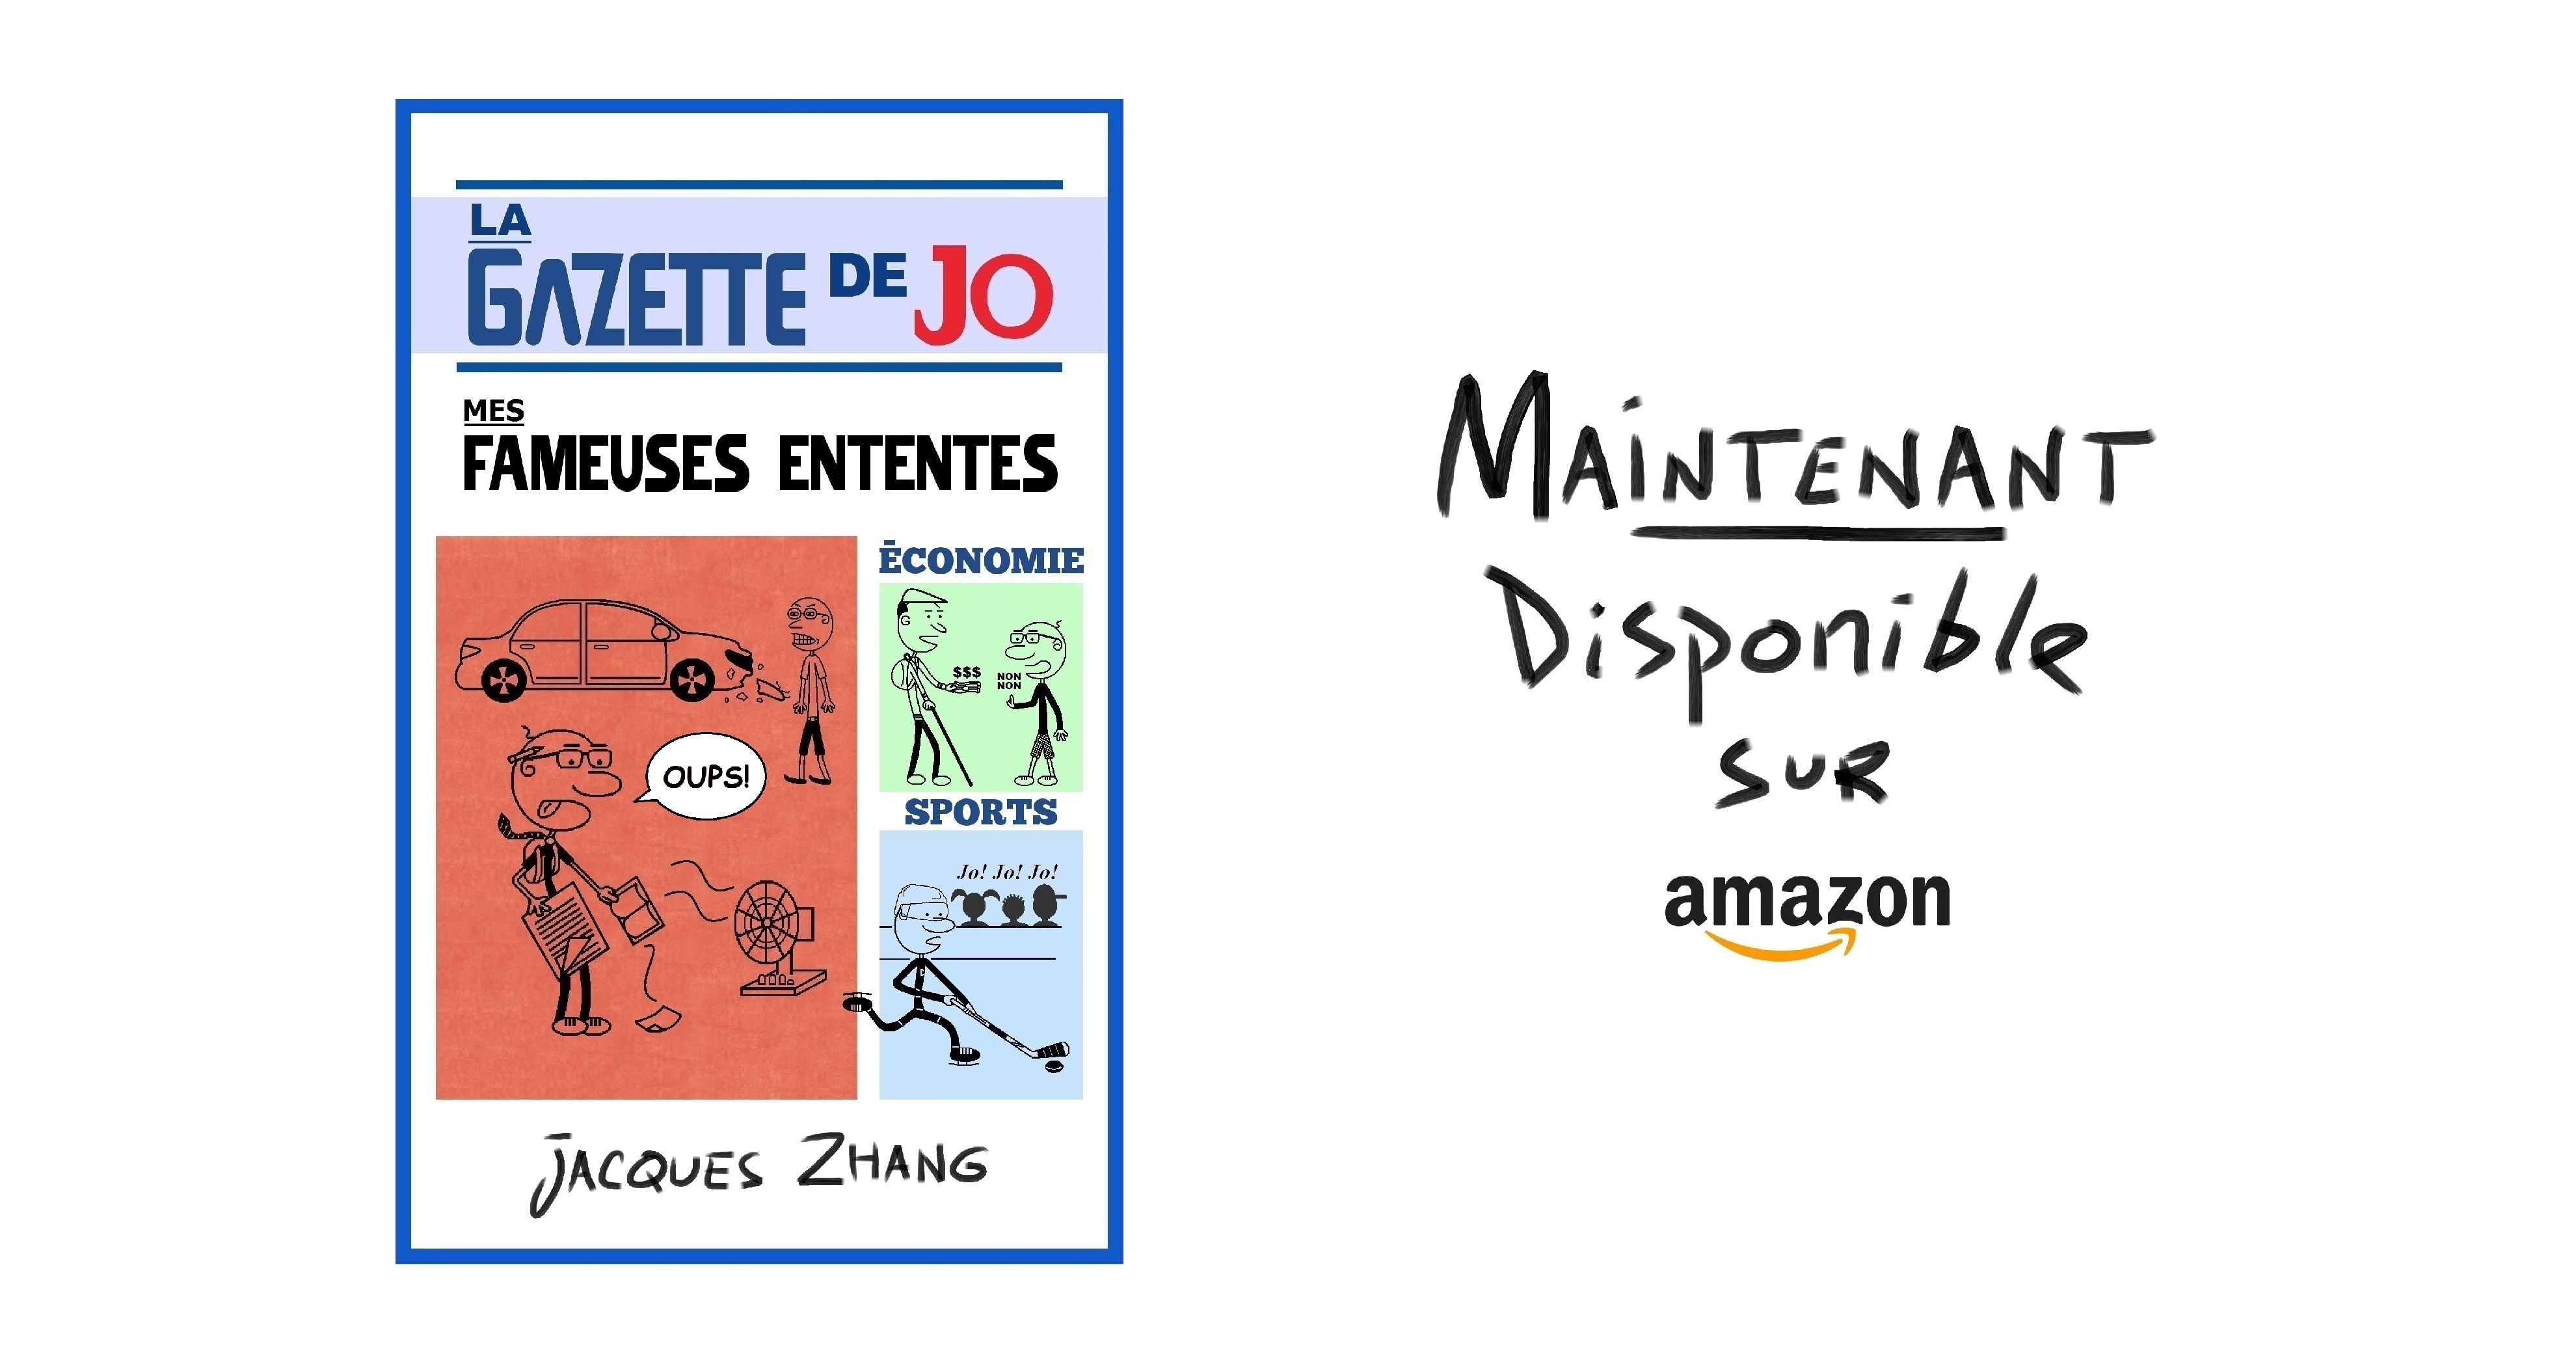 LA
GAZETTE DE JO
MES
FAMEUSES ENTENTES
OUPS!
ÉCONOMIE
$$$
NON
NON
SPORTS
Jo! Jo! Jo!
JACQUES ZHANG
MAiNTENANT
Disponible
SUR
amazon